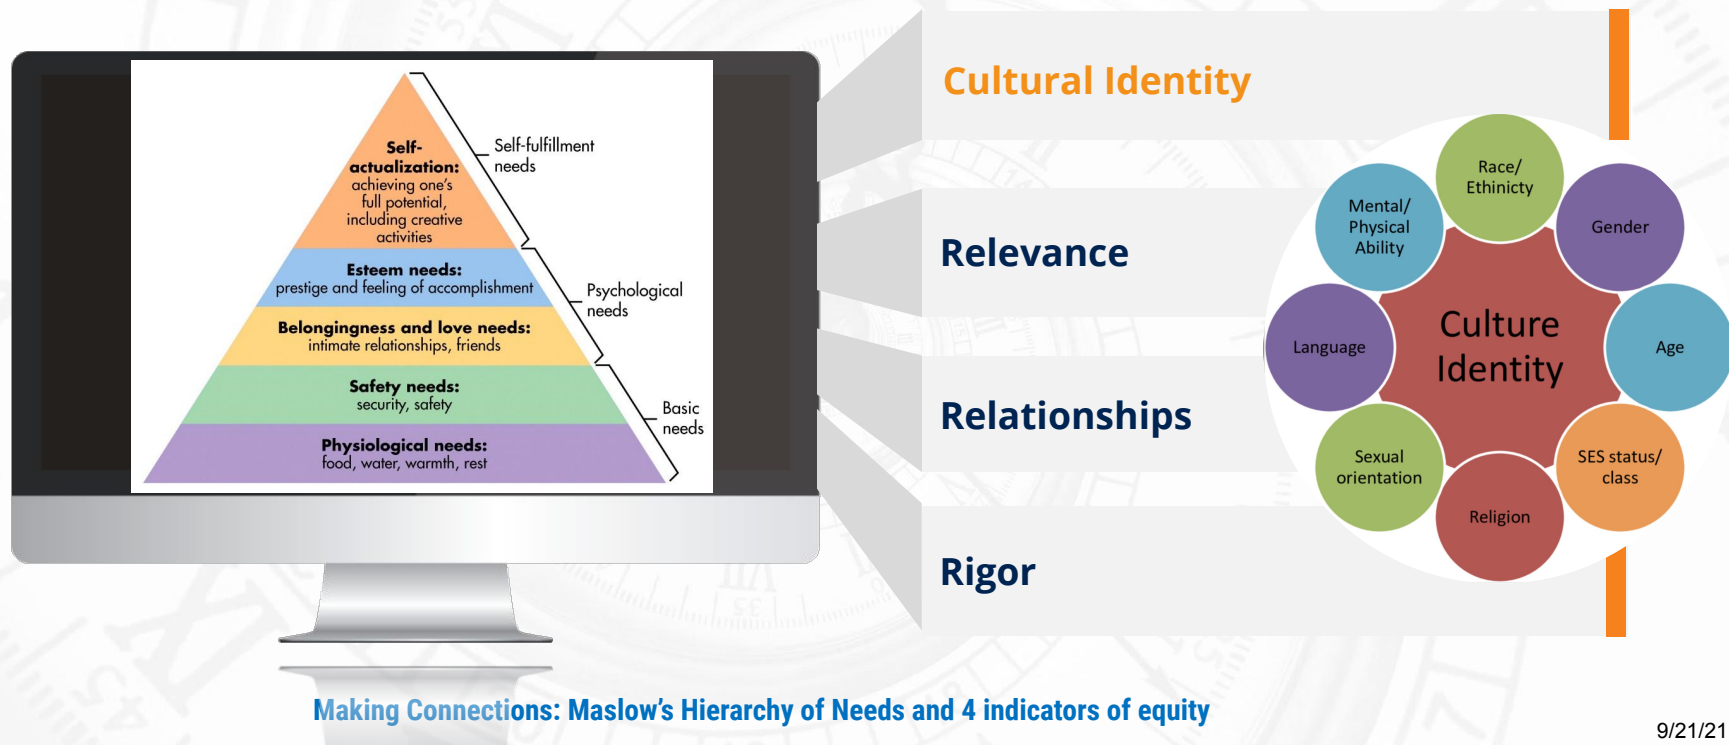 Self-
actualization:
achieving one's
full potential,
including creative
activities
Esteem needs:
prestige and feeling of accomplishment
Belongingness and love needs:
intimate relationships, friends
Safety needs:
security, safety
Physiological needs:
food, water, warmth, rest
Self-fulfillment
needs
Psychological
needs
Basic
needs
Cultural Identity
Relevance
Relationships
Rigor
Race/
Ethinicty
Gender
Age
SES status/
class
Religion
Sexual
orientation
Language
Mental/
Physical
Ability
Culture
Identity
Making Connections: Maslow’s Hierarchy of Needs and 4 indicators of equity
9/21/21